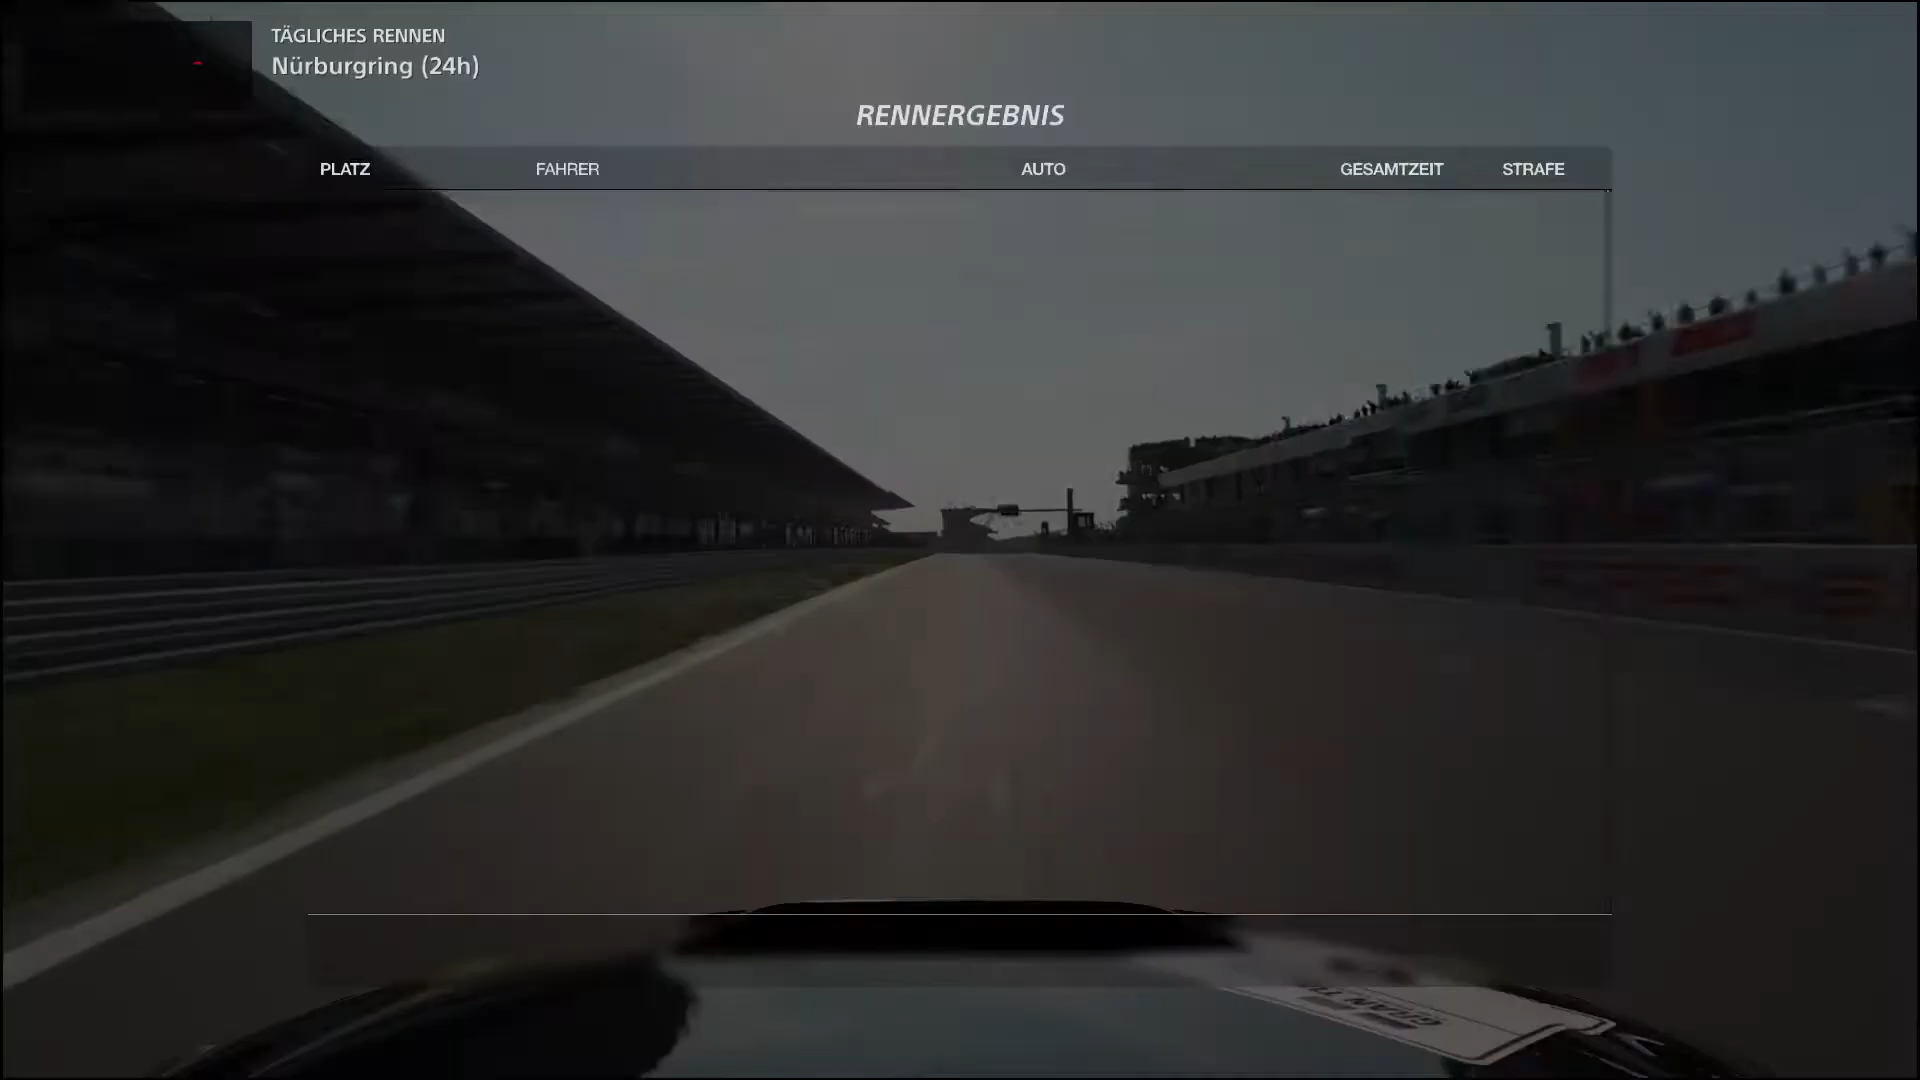 TÄGLICHES RENNEN
Nürburgring (24h)
RENNERGEBNIS
PLATZ FAHRER AUTO GESAMTZEIT STRAFE